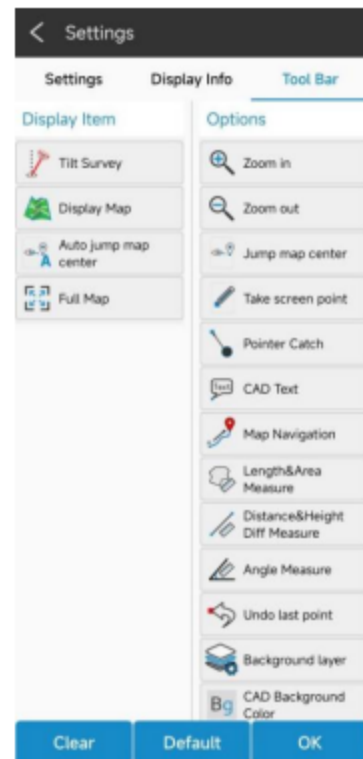 Settings
Settings Display Info Tool Bar
Display Item Options
Tilt Survey
Display Map
A
Auto jump map
center
Full Map
Zoom in
Zoom out
Jump map center
Take screen point
Pointer Catch
Text
CAD Text
Map Navigation
Length&Area
Measure
Distance&Height
Diff Measure
Angle Measure
Undo last point
Background layer
Bg
CAD Background
Color
Clear Default OK